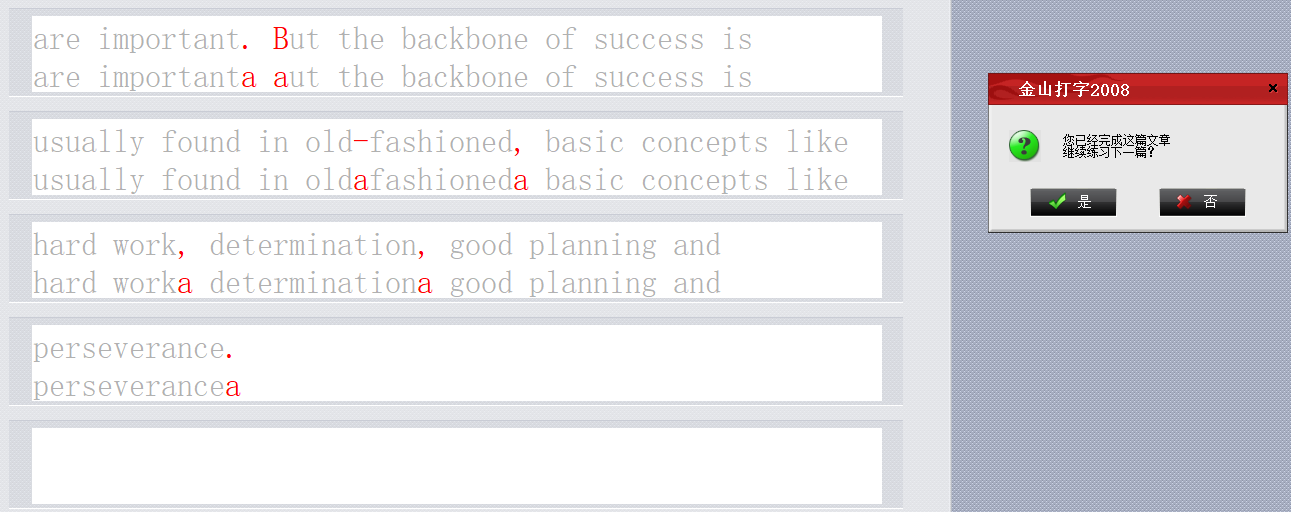 are important. But the backbone of success is
are importanta aut the backbone of success is
usually found in old-fashioned, basic concepts like
usually found in oldafashioneda basic concepts like
hard work, determination, good planning and
hard worka determinationa good planning and
perseverance.
perseverancea
金山打字2008
您已经完成这篇文章
继续练习下一篇?
是
否